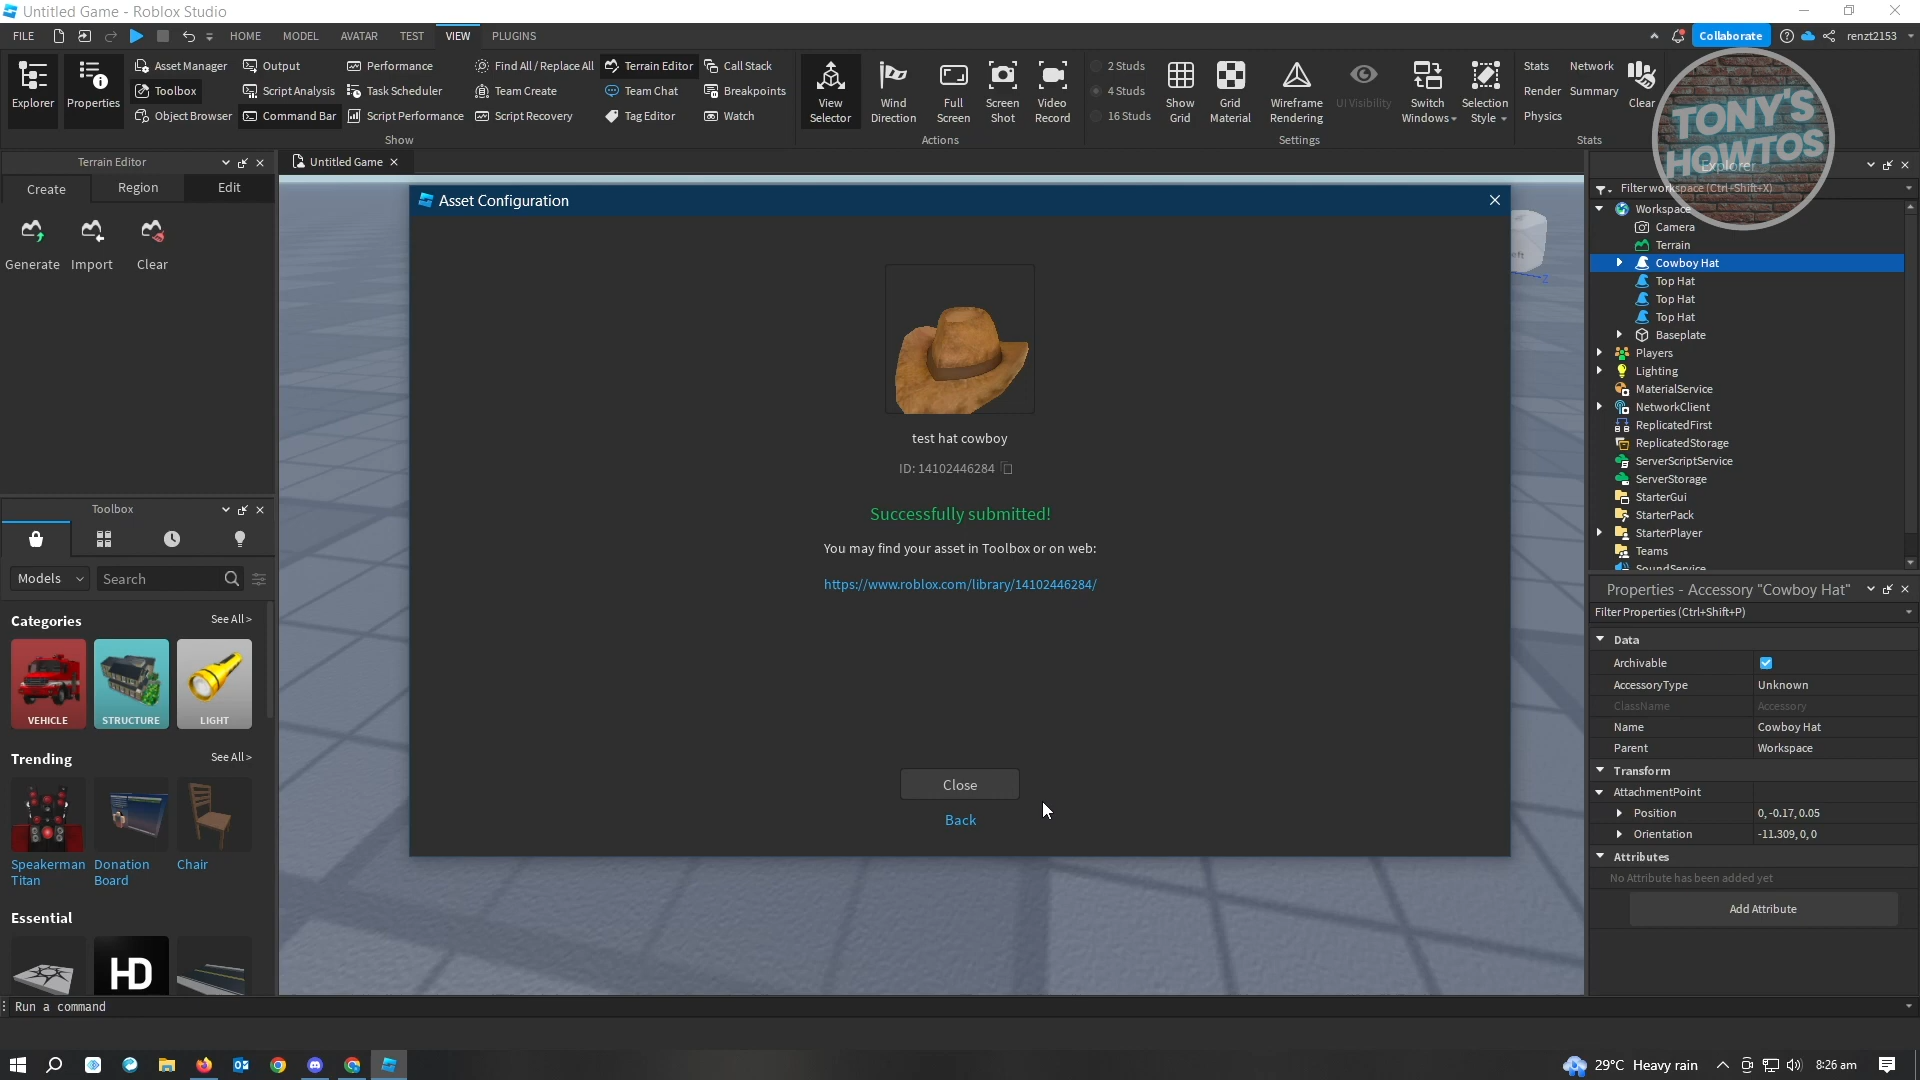 Untitled Game - Roblox Studio
FILE
HOME
MODEL
AVATAR
TEST
VIEW
PLUGINS
Collaborate
renzt2153
Explorer
Properties
Asset Manager
Toolbox
Object Browser
Output
Script Analysis
Command Bar
Performance
Task Scheduler
Script Performance
Find All / Replace All
Team Create
Script Recovery
Terrain Editor
Team Chat
Tag Editor
Call Stack
Breakpoints
Watch
Show
View
Selector
Wind
Direction
Full
Screen
Screen
Shot
Video
Record
Actions
2 Studs
4 Studs
16 Studs
Show
Grid
Grid
Material
Wireframe
Rendering
UI Visibility
Switch
Windows
Selection
Style
Settings
Stats
Network
Render
Summary
Physics
Clear
Stats
TONY'S
HOWTOS
Terrain Editor
Create
Region
Edit
Generate
Import
Clear
Untitled Game
Asset Configuration
test hat cowboy
ID: 14102446284
Successfully submitted!
You may find your asset in Toolbox or on web:
https://www.roblox.com/library/14102446284/
Close
Back
Toolbox
Models
Search
Categories
See All >
VEHICLE
STRUCTURE
LIGHT
Trending
See All >
Speakerman
Titan
Donation
Board
Chair
Essential
HD
Explorer
Filter workspace (Ctrl+Shift+X)
Workspace
Camera
Terrain
Cowboy Hat
Top Hat
Top Hat
Top Hat
Baseplate
Players
Lighting
MaterialService
NetworkClient
ReplicatedFirst
ReplicatedStorage
ServerScriptService
ServerStorage
StarterGui
StarterPack
StarterPlayer
Teams
SoundService
Properties - Accessory "Cowboy Hat"
Filter Properties (Ctrl+Shift+P)
Data
Archivable
AccessoryType Unknown
ClassName Accessory
Name Cowboy Hat
Parent Workspace
Transform
AttachmentPoint
Position 0, -0.17, 0.05
Orientation -11.309, 0, 0
Attributes
No Attribute has been added yet
Add Attribute
Run a command
29°C Heavy rain
8:26 am